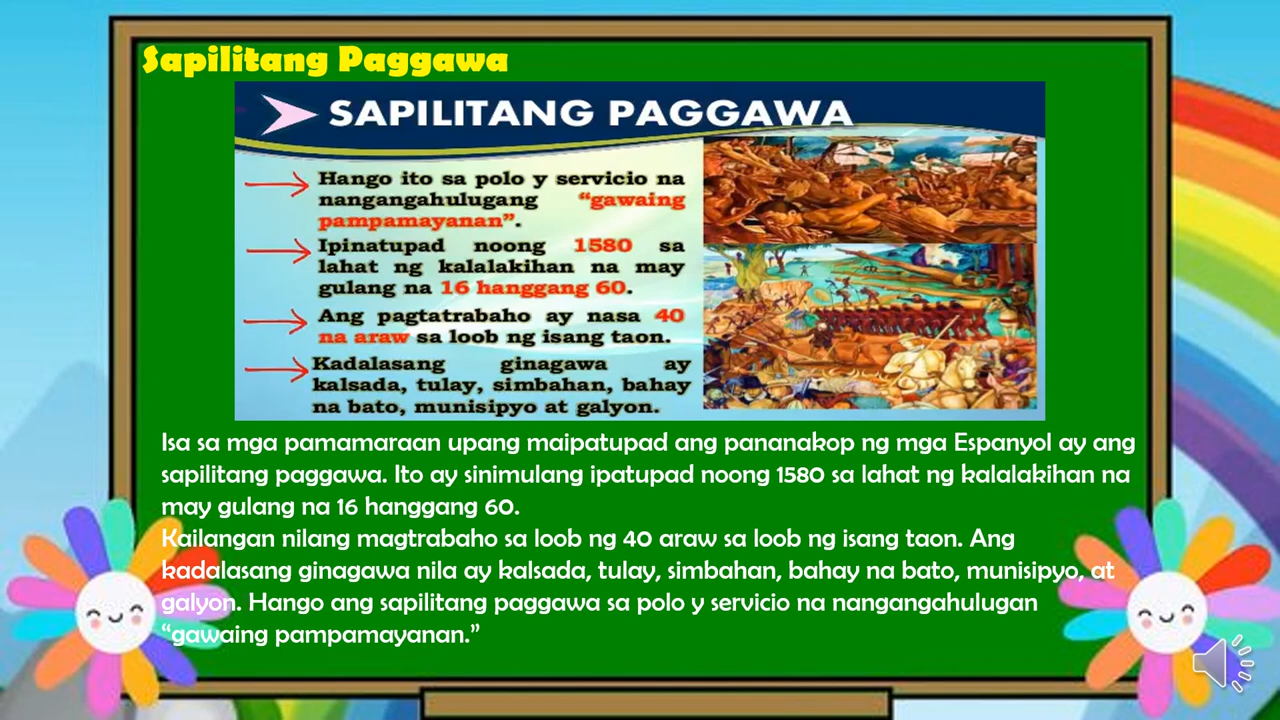 Sapilitang Paggawa
SAPILITANG PAGGAWA
Hango ito sa polo y servicio na
nangangahulugang “gawaing
pampamayanan”.
Ipinatupad noong 1580 sa
lahat ng kalalakihan na may
gulang na 16 hanggang 60.
Ang pagtatrabaho ay nasa 40
na araw sa loob ng isang taon.
Kadalasang ginagawa ay
kalsada, tulay, simbahan, bahay
na bato, munisipyo at galyon.
Isa sa mga pamamaraan upang maipatupad ang pananakop ng mga Espanyol ay ang
sapilitang paggawa. Ito ay sinimulang ipatupad noong 1580 sa lahat ng kalalakihan na
may gulang na 16 hanggang 60.
Kailangan nilang magtrabaho sa loob ng 40 araw sa loob ng isang taon. Ang
kadalasang ginagawa nila ay kalsada, tulay, simbahan, bahay na bato, munisipyo, at
galyon. Hango ang sapilitang paggawa sa polo y servicio na nangangahulugan
“gawaing pampamayanan.”